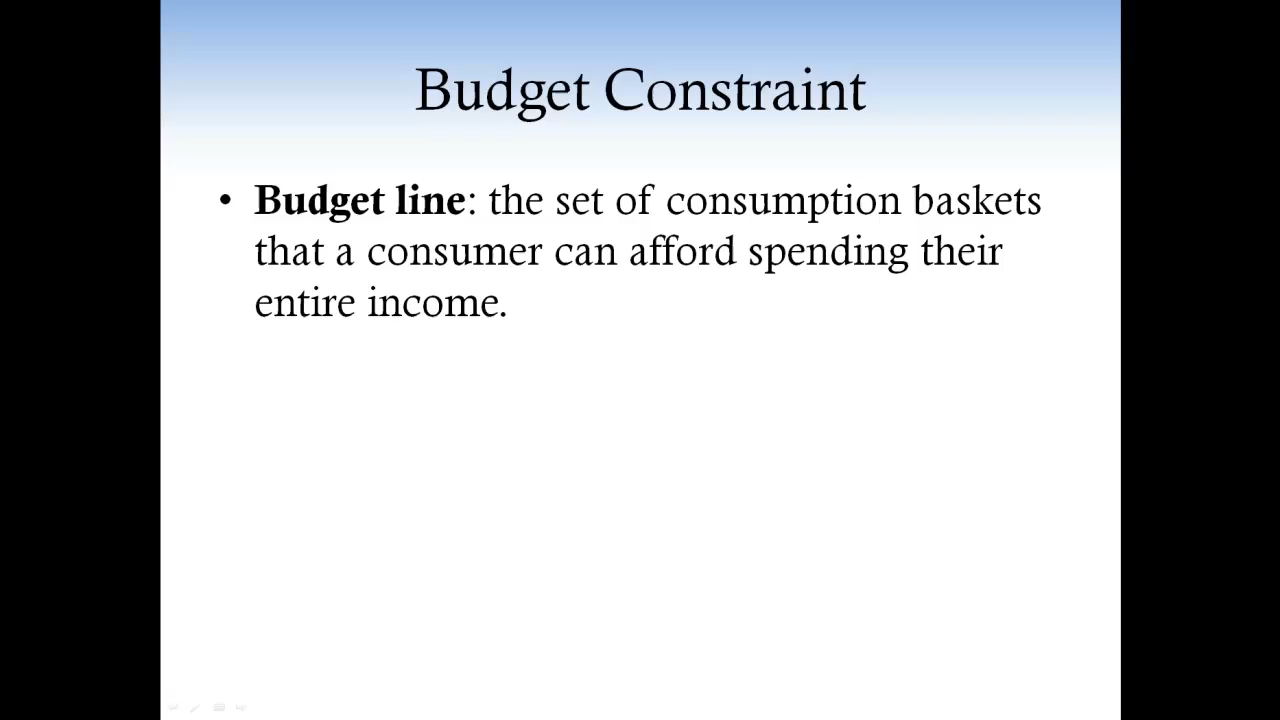 Budget Constraint
• Budget line: the set of consumption baskets
that a consumer can afford spending their
entire income.